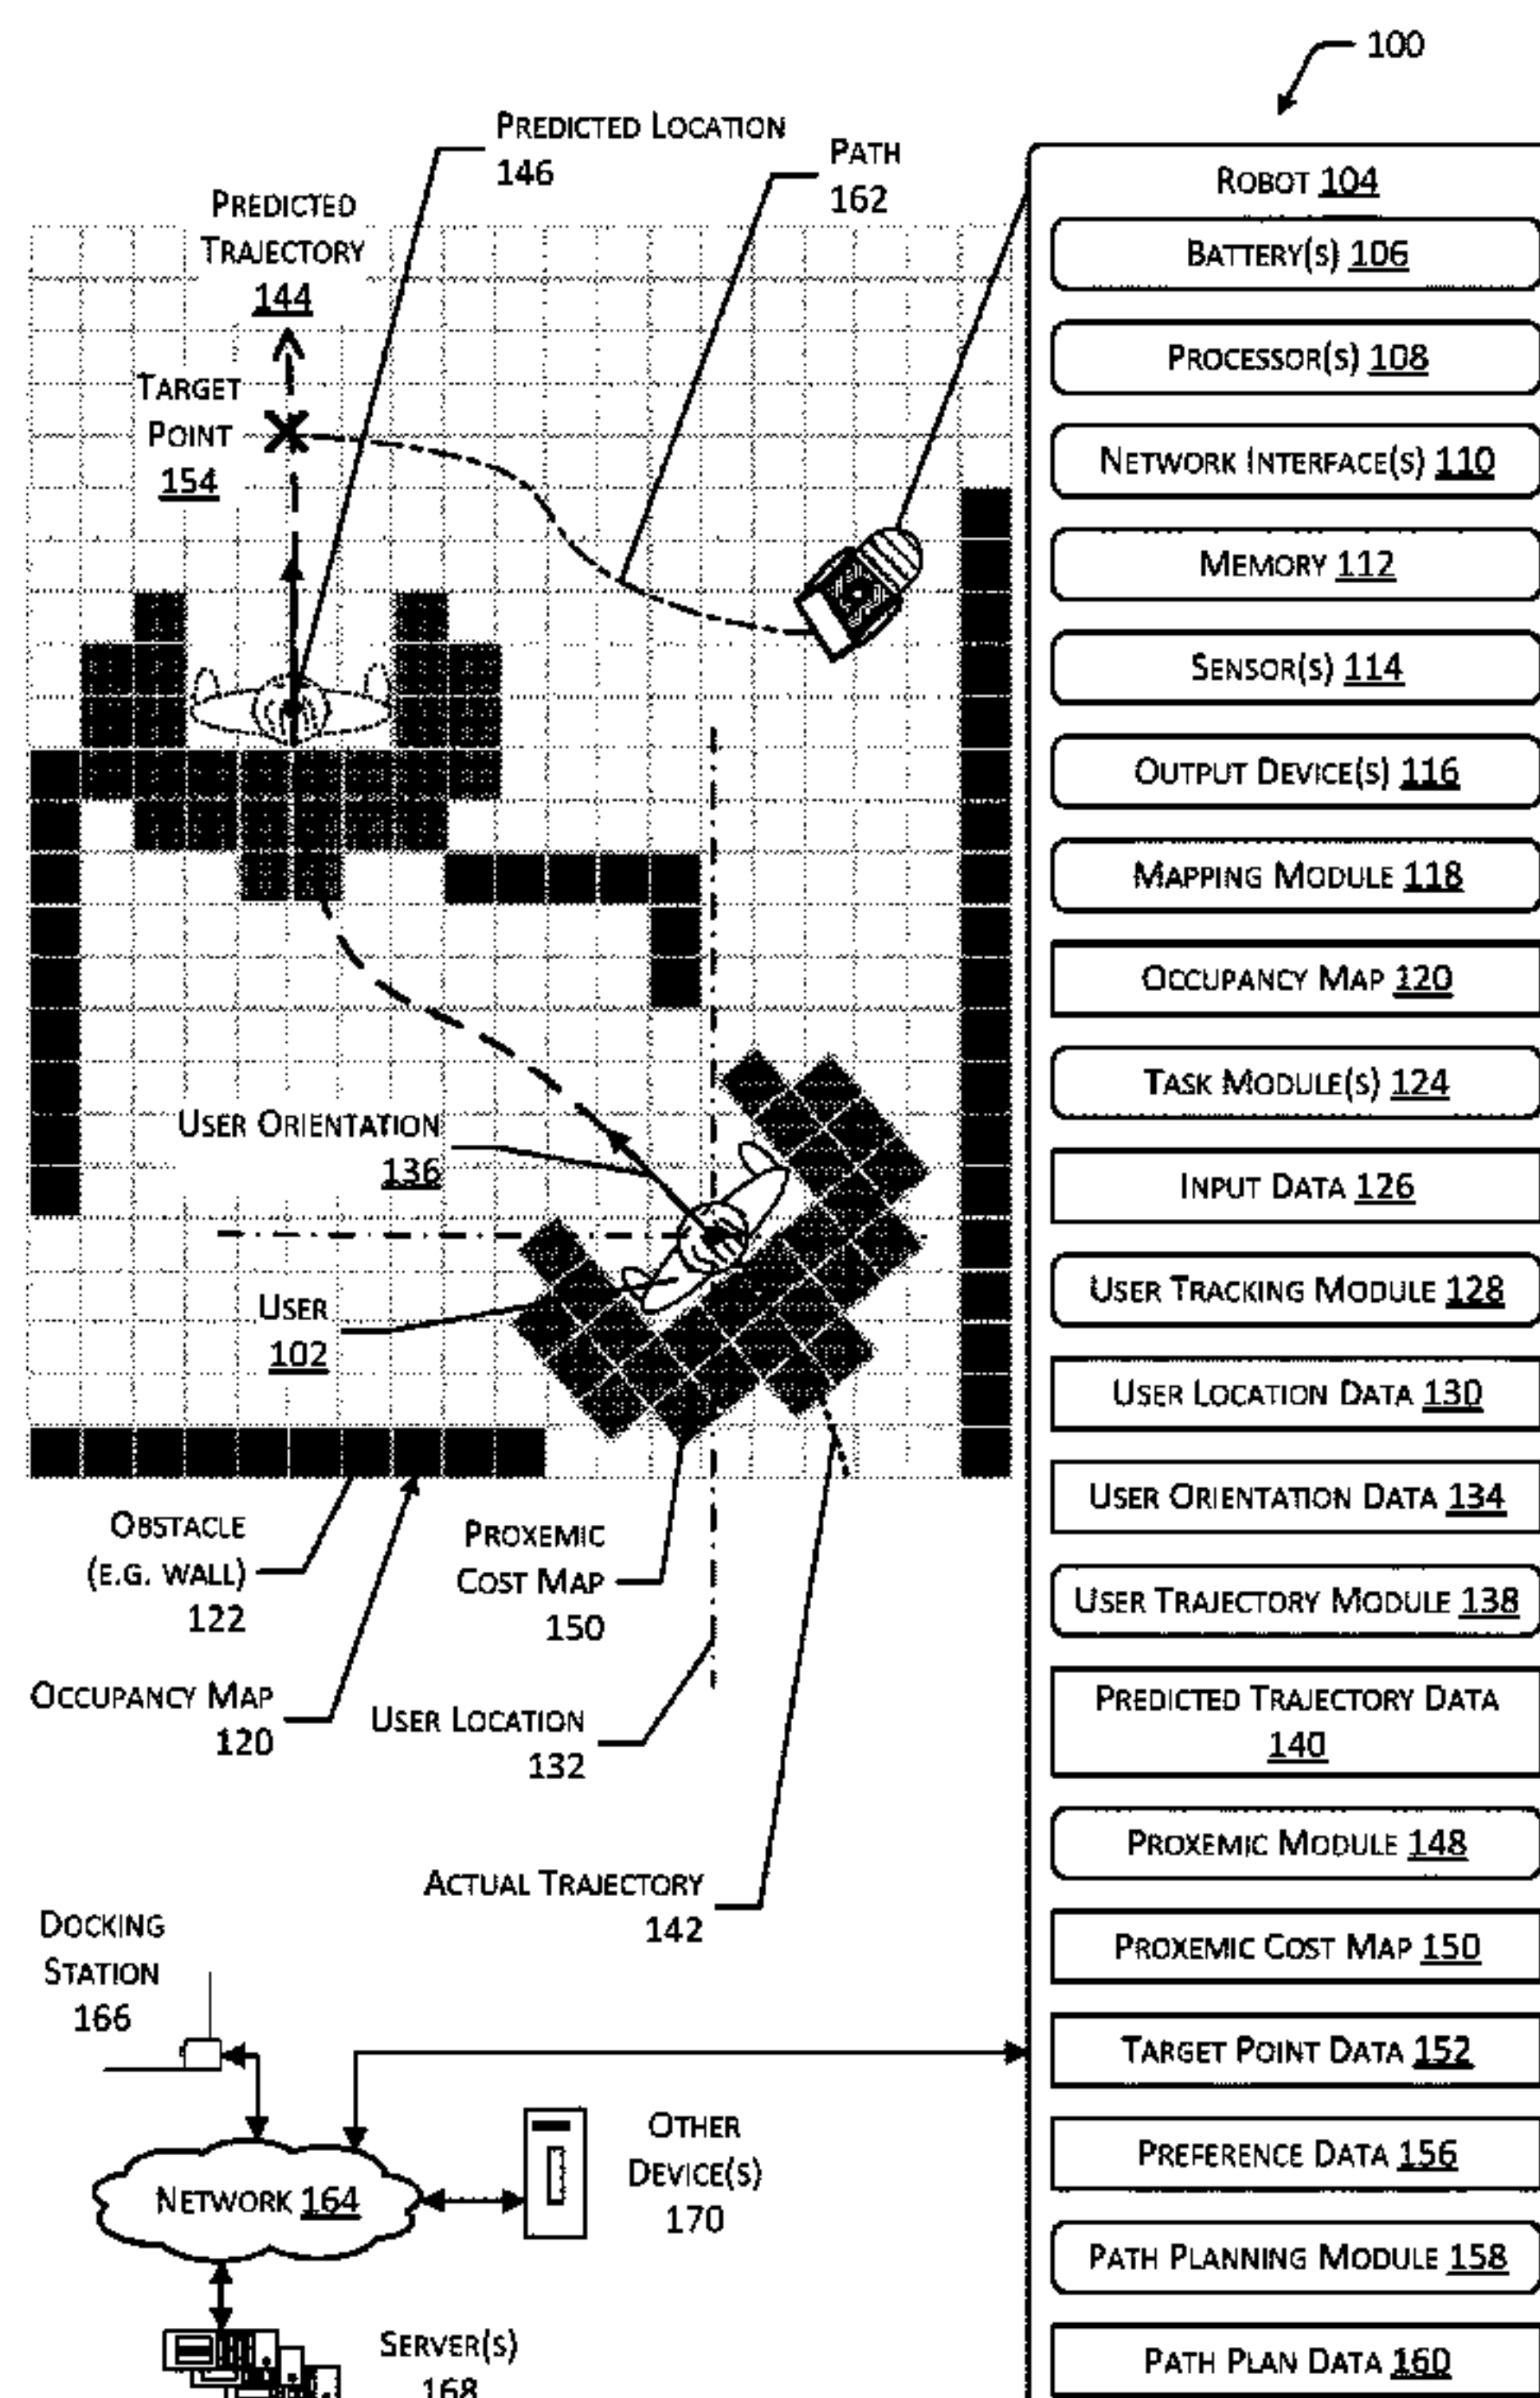 100
PREDICTED LOCATION
146
PATH
162
PREDICTED
TRAJECTORY
144
TARGET
POINT
154
USER ORIENTATION
136
USER
102
OBSTACLE
(E.G. WALL)
122
PROXEMIC
COST MAP
150
OCCUPANCY MAP
120
USER LOCATION
132
ACTUAL TRAJECTORY
142
DOCKING
STATION
166
OTHER
DEVICE(S)
170
NETWORK 164
SERVER(S)
168
ROBOT 104
BATTERY(S) 106
PROCESSOR(S) 108
NETWORK INTERFACE(S) 110
MEMORY 112
SENSOR(S) 114
OUTPUT DEVICE(S) 116
MAPPING MODULE 118
OCCUPANCY MAP 120
TASK MODULE(S) 124
INPUT DATA 126
USER TRACKING MODULE 128
USER LOCATION DATA 130
USER ORIENTATION DATA 134
USER TRAJECTORY MODULE 138
PREDICTED TRAJECTORY DATA
140
PROXEMIC MODULE 148
PROXEMIC COST MAP 150
TARGET POINT DATA 152
PREFERENCE DATA 156
PATH PLANNING MODULE 158
PATH PLAN DATA 160